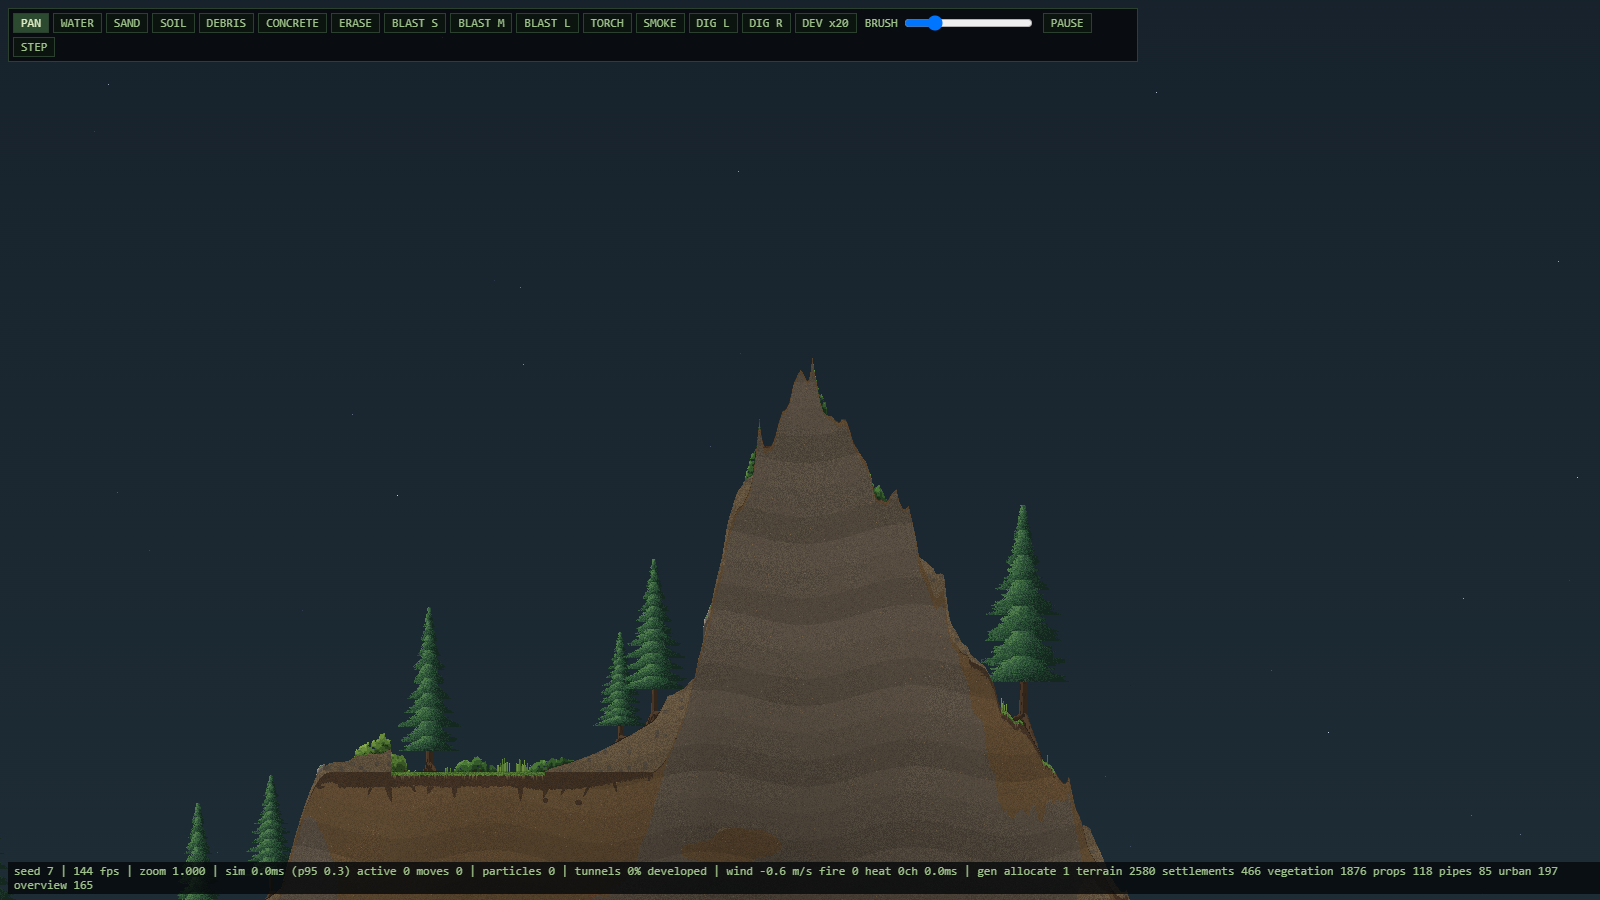 PAN WATER SAND SOIL DEBRIS CONCRETE ERASE BLAST S BLAST M BLAST L TORCH SMOKE DIG L DIG R DEV x20 BRUSH PAUSE
STEP
seed 7 | 144 fps | zoom 1.000 | sim 0.0ms (p95 0.3) active 0 moves 0 | particles 0 | tunnels 0% developed | wind -0.6 m/s fire 0 heat 0ch 0.0ms | gen allocate 1 terrain 2580 settlements 466 vegetation 1876 props 118 pipes 85 urban 197
overview 165